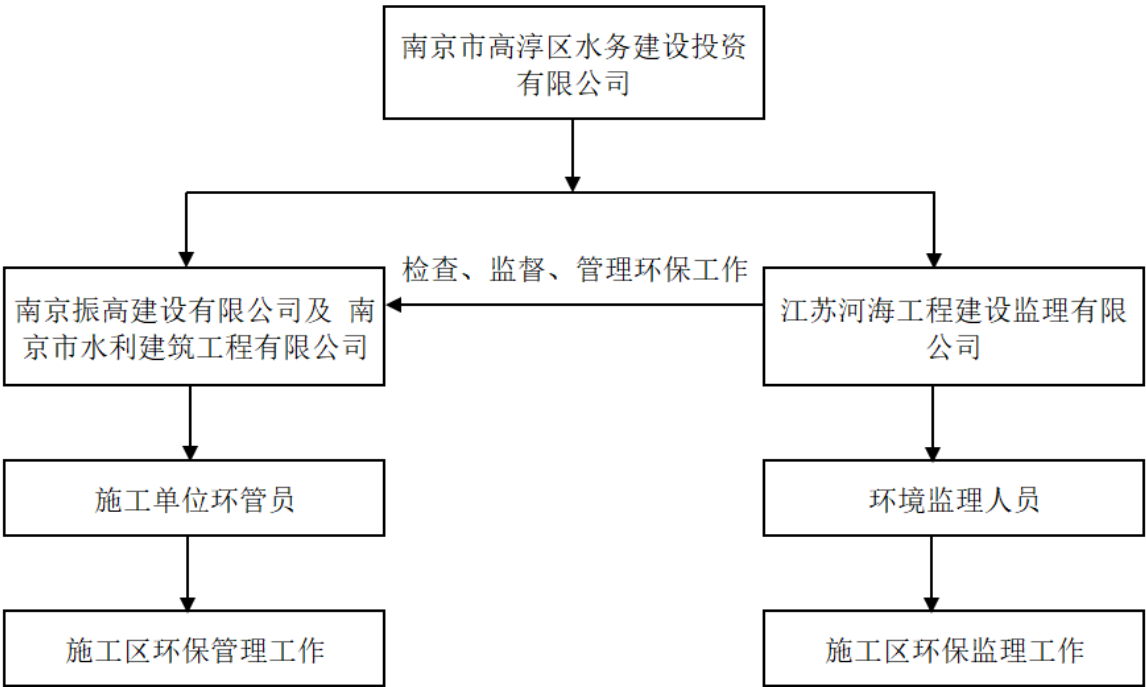 南京市高淳区水务建设投资
有限公司
检查、监督、管理环保工作
南京振高建设有限公司及 南
京市水利建筑工程有限公司
江苏河海工程建设监理有限
公司
施工单位环管员
环境监理人员
施工区环保管理工作
施工区环保监理工作